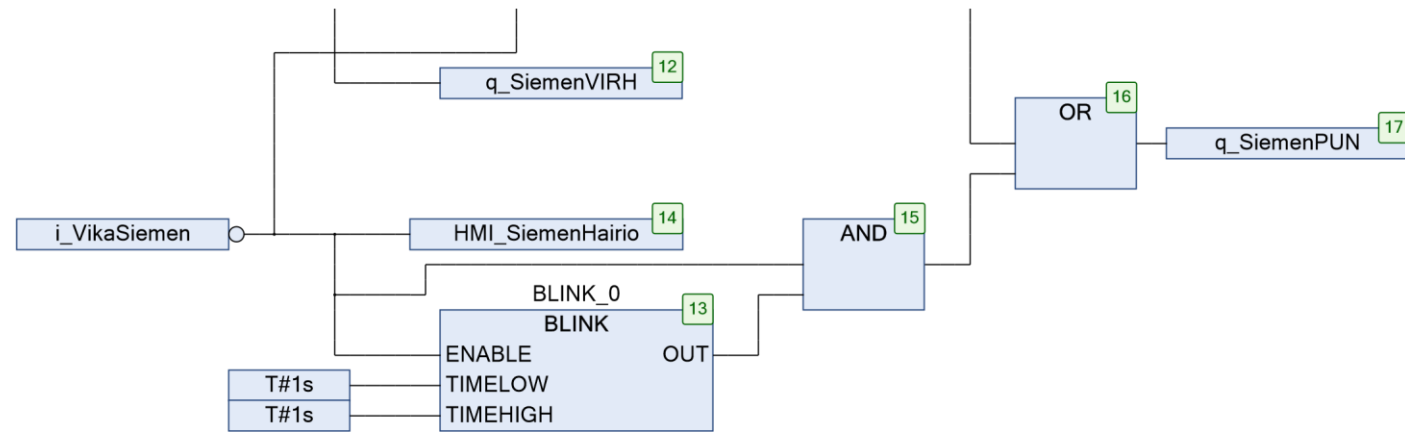 12
q_SiemenVIRH
16
OR
17
q_SiemenPUN
14
i_VikaSiemen
HMI_SiemenHairio
15
AND
BLINK_0
13
BLINK
ENABLE OUT
T#1s TIMELOW
T#1s TIMEHIGH